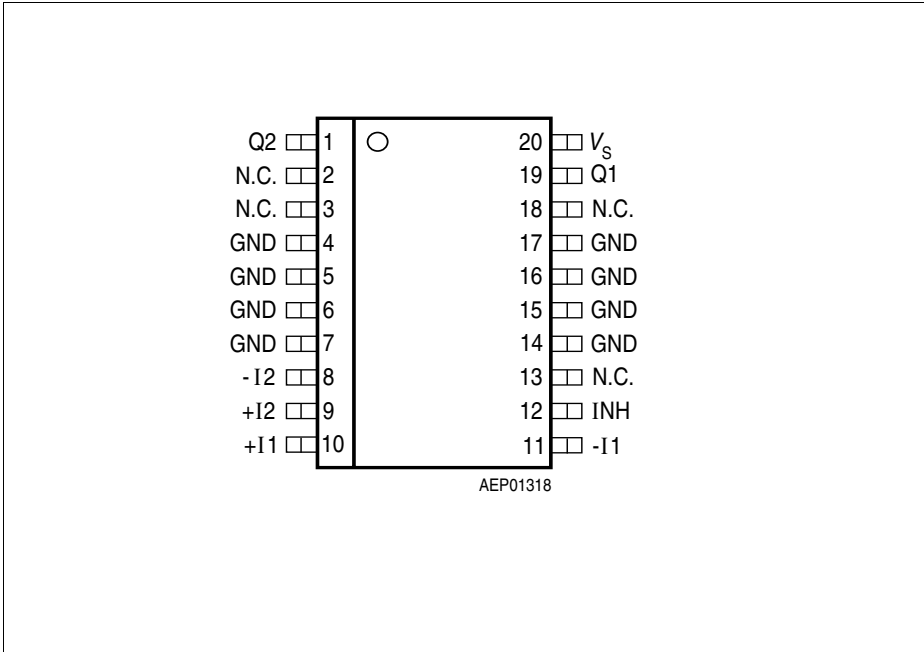 Q2 1 20 VS
N.C. 2 19 Q1
N.C. 3 18 N.C.
GND 4 17 GND
GND 5 16 GND
GND 6 15 GND
GND 7 14 GND
-I2 8 13 N.C.
+I2 9 12 INH
+I1 10 11 -I1
AEP01318